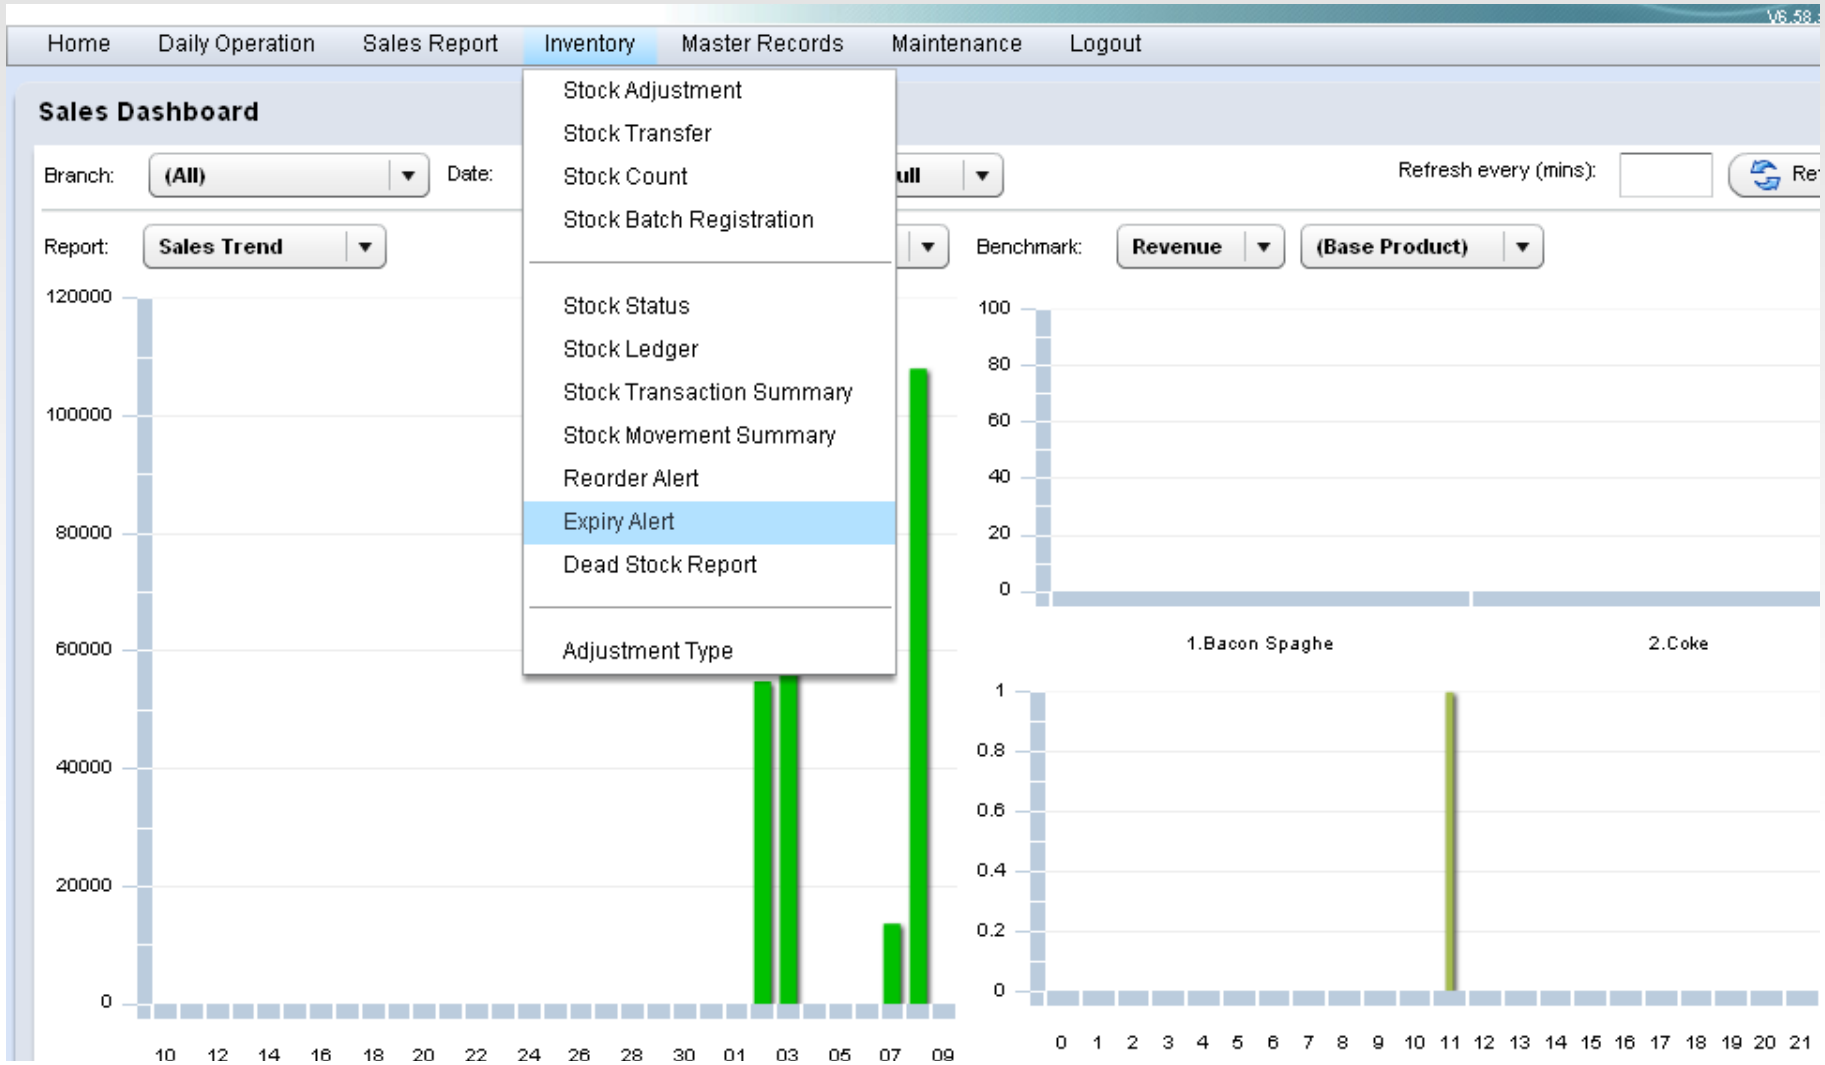 V6.58
Home Daily Operation Sales Report Inventory Master Records Maintenance Logout
Sales Dashboard
Branch: (All) Date: ull Refresh every (mins): Re
Report: Sales Trend Benchmark: Revenue (Base Product)
Stock Adjustment
Stock Transfer
Stock Count
Stock Batch Registration
Stock Status
Stock Ledger
Stock Transaction Summary
Stock Movement Summary
Reorder Alert
Expiry Alert
Dead Stock Report
Adjustment Type
120000
100000
80000
60000
40000
20000
0
10 12 14 16 18 20 22 24 26 28 30 01 03 05 07 09
100
80
60
40
20
0
1.Bacon Spaghe 2.Coke
1
0.8
0.6
0.4
0.2
0
0 1 2 3 4 5 6 7 8 9 10 11 12 13 14 15 16 17 18 19 20 21